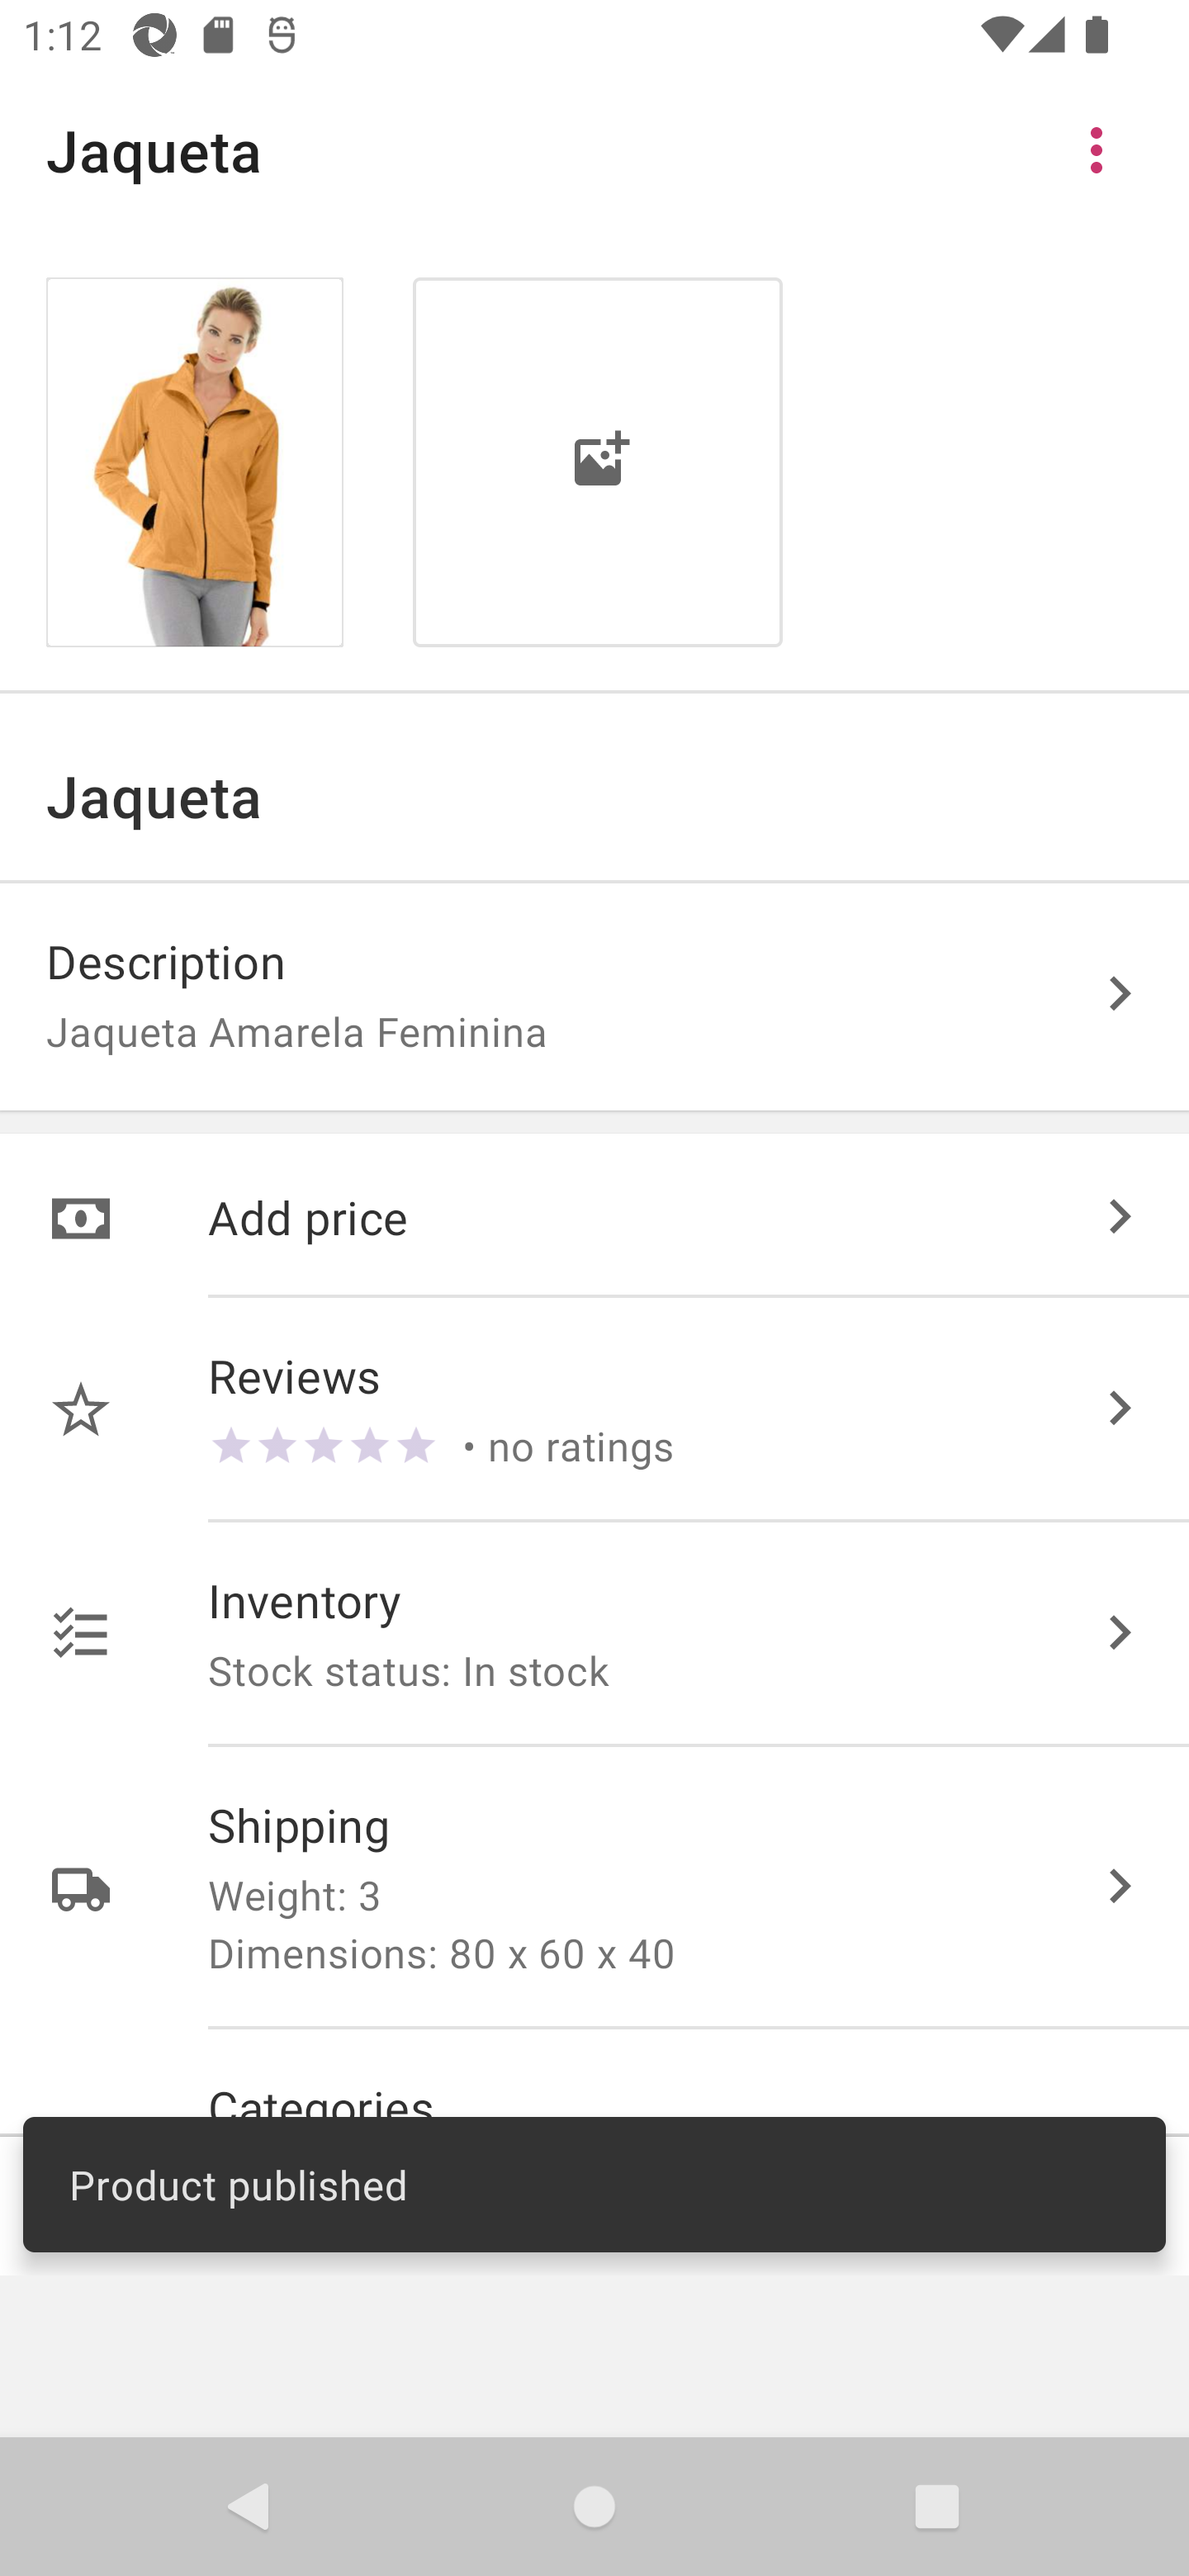 1:12
Jaqueta
Jaqueta
Description
Jaqueta Amarela Feminina
Add price
Reviews
• no ratings
Inventory
Stock status: In stock
Shipping
Weight: 3
Dimensions: 80 x 60 x 40
Categories
Product published